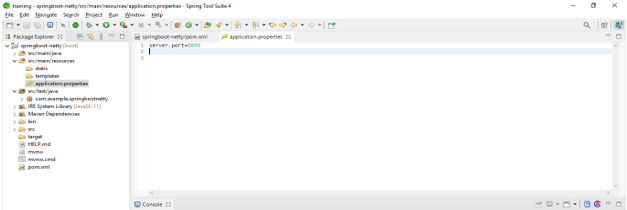 training - springboot-netty/src/main/resources/application.properties - Spring Tool Suite 4
File Edit Navigate Search Project Run Window Help
Package Explorer
springboot-netty [boot]
src/main/java
src/main/resources
static
templates
application.properties
src/test/java
com.example.springbootnetty
JRE System Library [JavaSE-11]
Maven Dependencies
bin
src
target
HELP.md
mvnw
mvnw.cmd
pom.xml
springboot-netty/pom.xml
application.properties
1 server.port=8088
2
3
Console